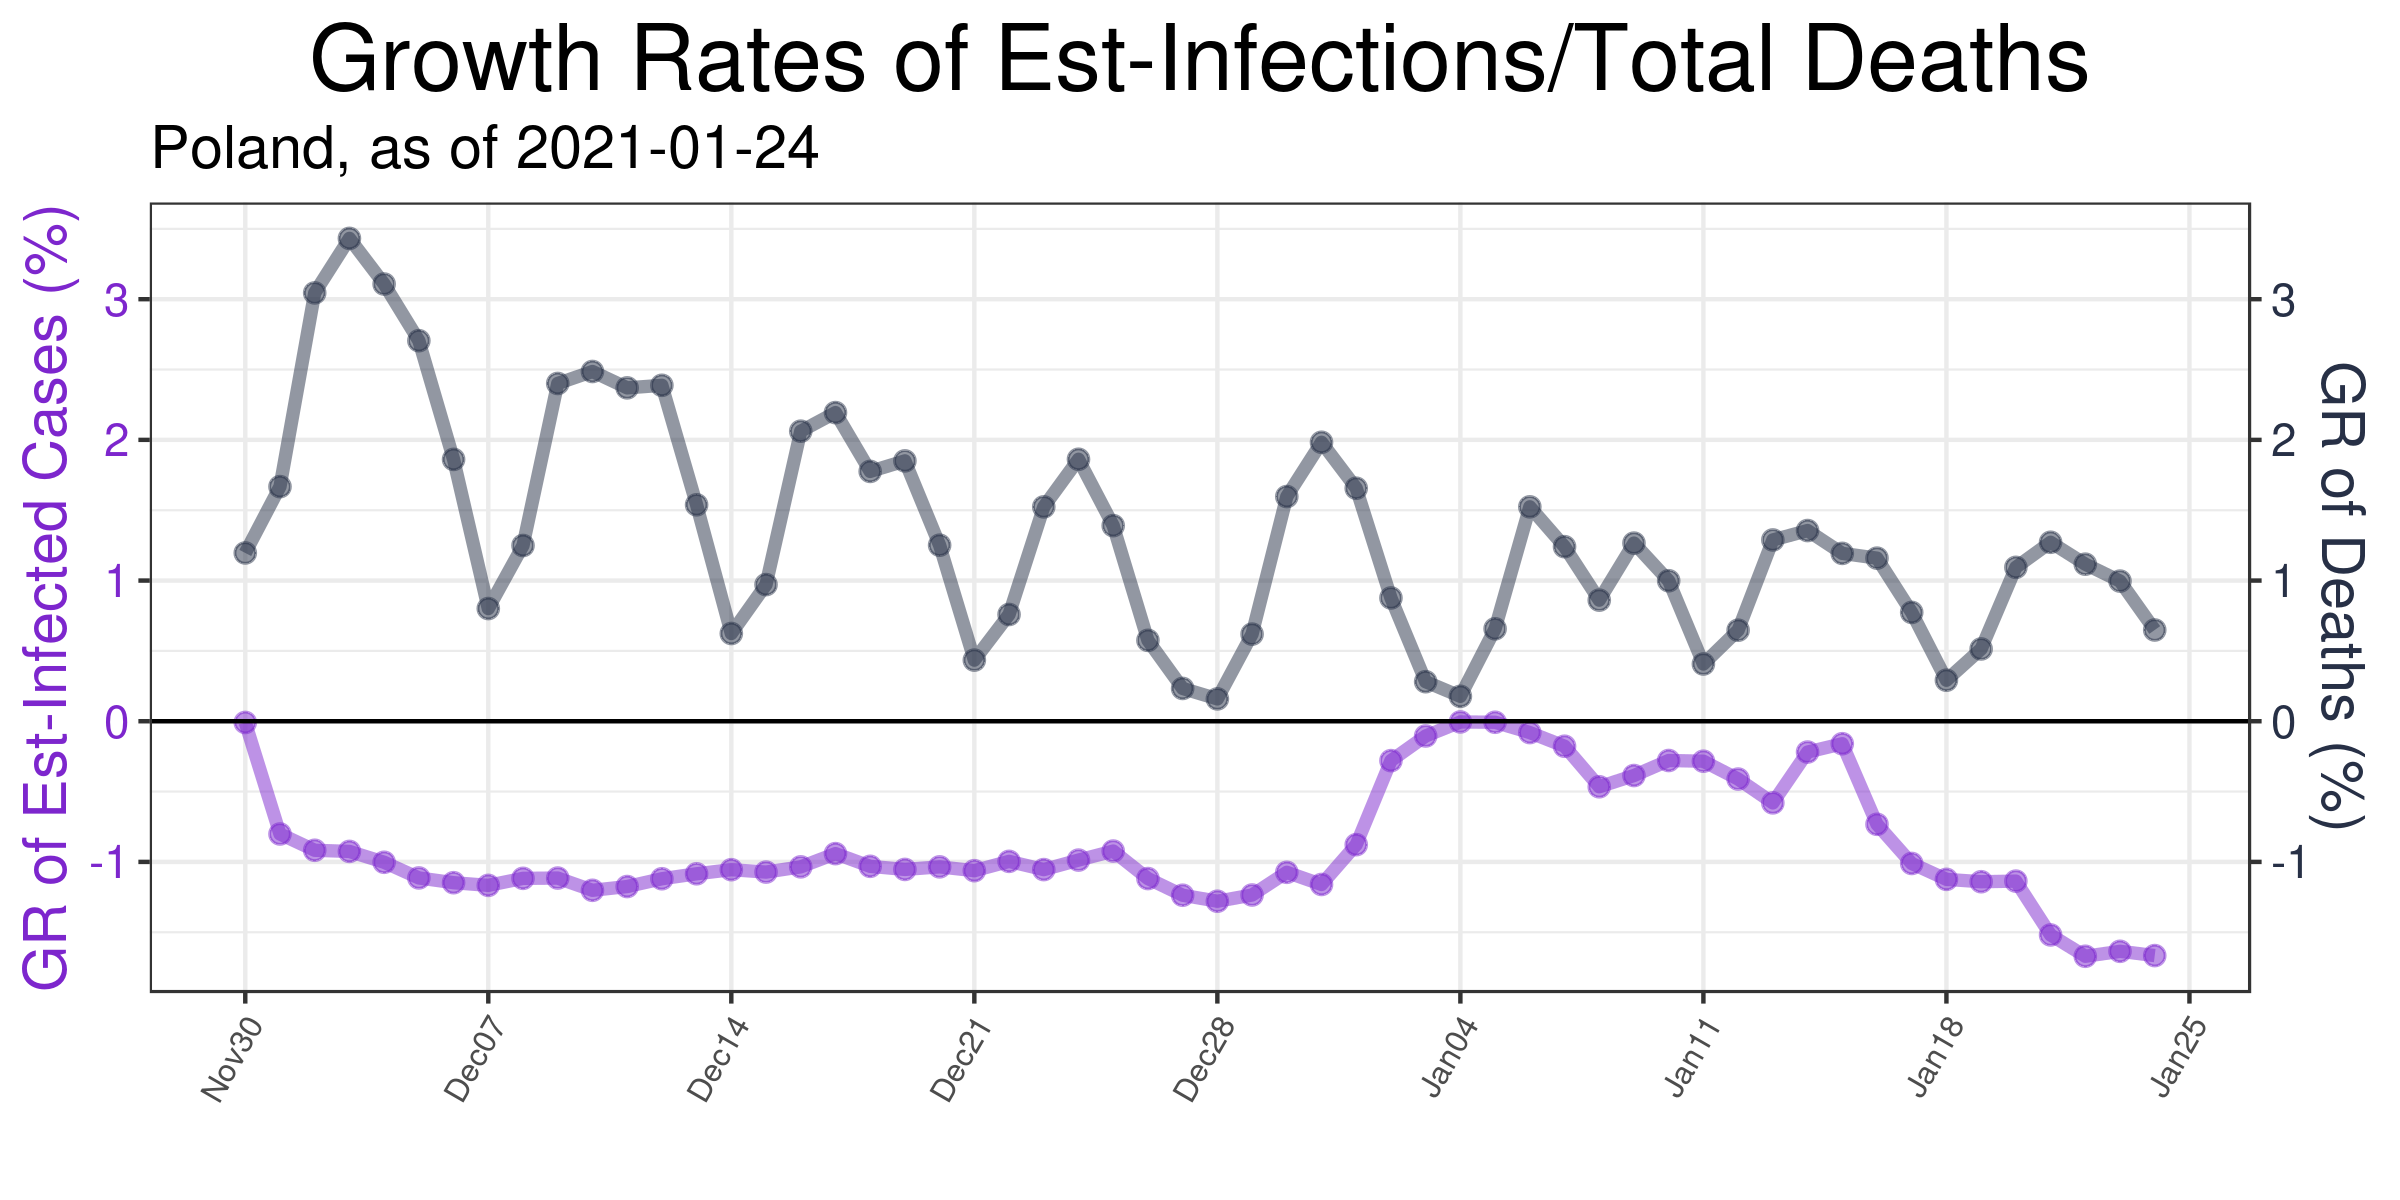 Growth Rates of Est-Infections/Total Deaths
Poland, as of 2021-01-24
GR of Est-Infected Cases (%)
3
2
1
0
-1
3
2
1
0
-1
GR of Deaths (%)
Nov30
Dec07
Dec14
Dec21
Dec28
Jan04
Jan11
Jan18
Jan25